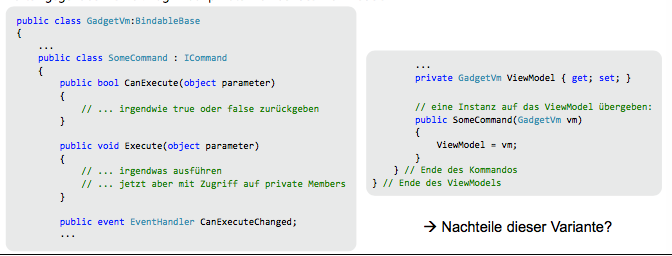 public class GadgetVm:BindableBase
{
...
public class SomeCommand : ICommand
{
public bool CanExecute(object parameter)
{
// ... irgendwie true oder false zurückgeben
}
public void Execute(object parameter)
{
// ... irgendwas ausführen
// ... jetzt aber mit Zugriff auf private Members
}
public event EventHandler CanExecuteChanged;
...
...
private GadgetVm ViewModel { get; set; }
// eine Instanz auf das ViewModel übergeben:
public SomeCommand(GadgetVm vm)
{
ViewModel = vm;
}
} // Ende des Kommandos
} // Ende des ViewModels
→ Nachteile dieser Variante?